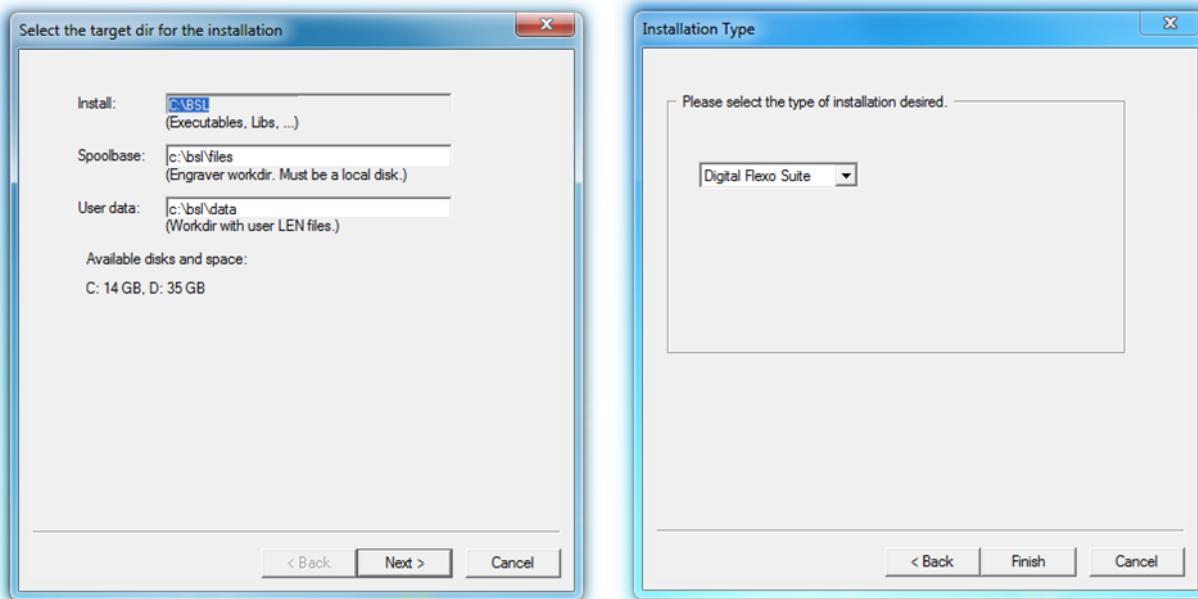 Select the target dir for the installation
Install:
C:\BSL
(Executables, Libs, ...)
Spoolbase:
c:\bsl\files
(Engraver workdir. Must be a local disk.)
User data:
c:\bsl\data
(Workdir with user LEN files.)
Available disks and space:
C: 14 GB, D: 35 GB
< Back
Next >
Cancel
Installation Type
Please select the type of installation desired.
Digital Flexo Suite
< Back
Finish
Cancel